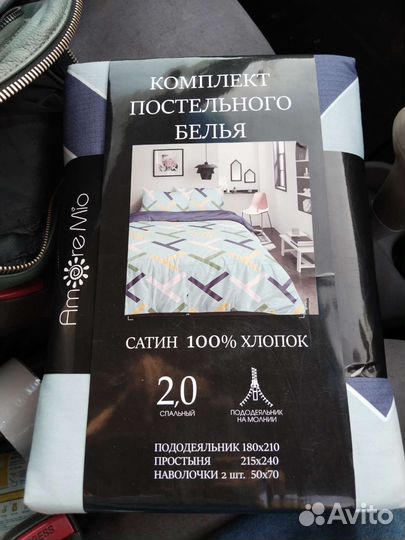 КОМПЛЕКТ
ПОСТЕЛЬНОГО
БЕЛЬЯ
Amore Mio
САТИН 100% ХЛОПОК
2,0
СПАЛЬНЫЙ
ПОДОДЕЯЛЬНИК
НА МОЛНИИ
ПОДОДЕЯЛЬНИК 180х210
ПРОСТЫНЯ 215х240
НАВОЛОЧКИ 2 шт. 50х70
Avito